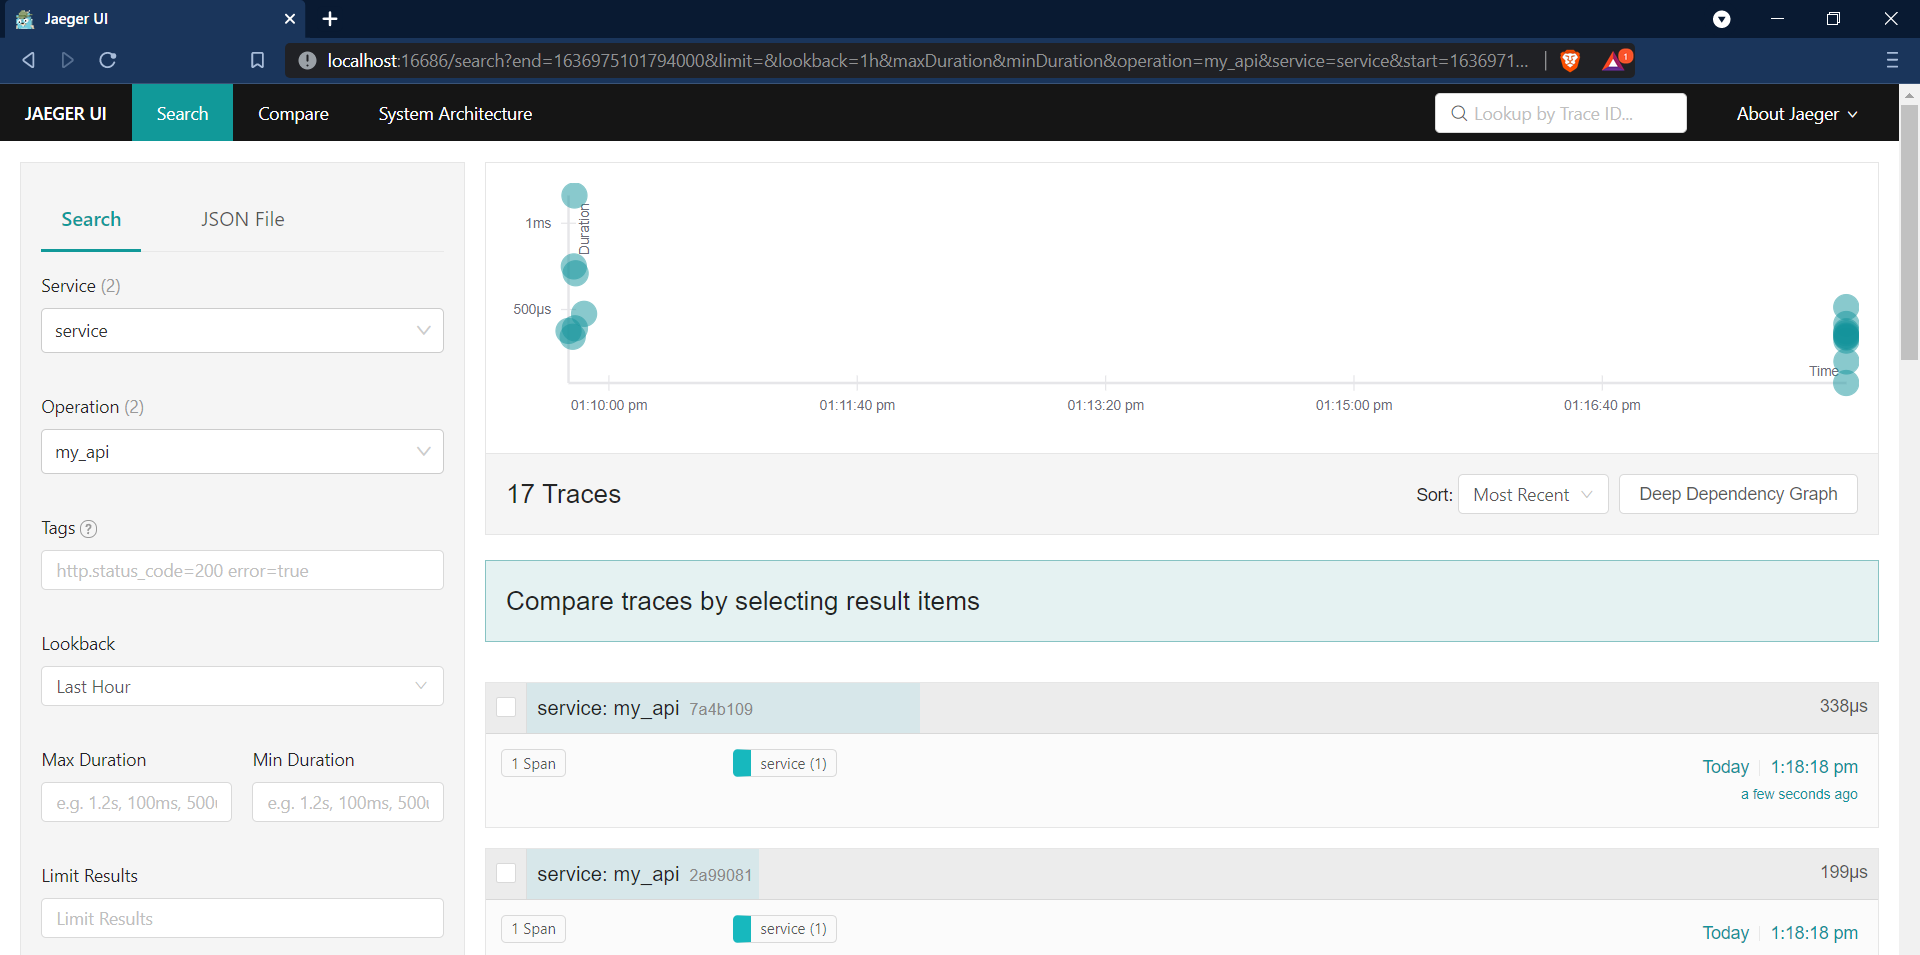 Jaeger UI
localhost:16686/search?end=1636975101794000&limit=&lookback=1h&maxDuration&minDuration&operation=my_api&service=service&start=1636971...
1
JAEGER UI
Search
Compare
System Architecture
Lookup by Trace ID...
About Jaeger
Search
JSON File
Service (2)
service
Operation (2)
my_api
Tags ?
http.status_code=200 error=true
Lookback
Last Hour
Max Duration
Min Duration
e.g. 1.2s, 100ms, 500
e.g. 1.2s, 100ms, 500
Limit Results
Limit Results
Duration
1ms
500μs
Time
01:10:00 pm
01:11:40 pm
01:13:20 pm
01:15:00 pm
01:16:40 pm
17 Traces
Sort:
Most Recent
Deep Dependency Graph
Compare traces by selecting result items
service: my_api 7a4b109
338μs
1 Span
service (1)
Today
1:18:18 pm
a few seconds ago
service: my_api 2a99081
199μs
1 Span
service (1)
Today
1:18:18 pm